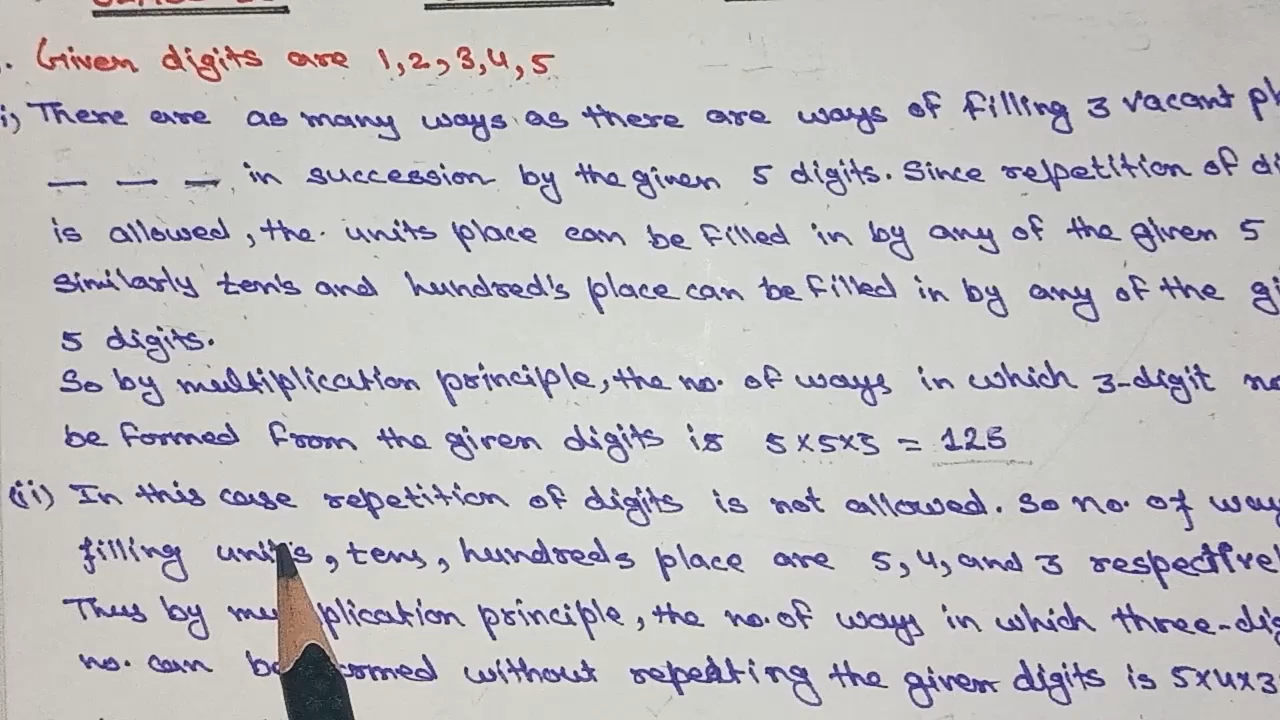 . Given digits are 1,2,3,4,5
i, There are as many ways as there are ways of filling 3 vacant
— — — in succession by the given 5 digits. Since repetition of
is allowed, the units place can be filled in by any of the given 5
Similarly ten's and hundred's place can be filled in by any of the
5 digits.
So by multiplication principle, the no. of ways in which 3-digit
be formed from the given digits is 5×5×5 = 125
(ii) In this case repetition of digits is not allowed. So no. of
filling units, tens, hundreds place are 5, 4, and 3
Thus by principle, the no. of ways in which
no. can without repeating the given digits is 5×4×3